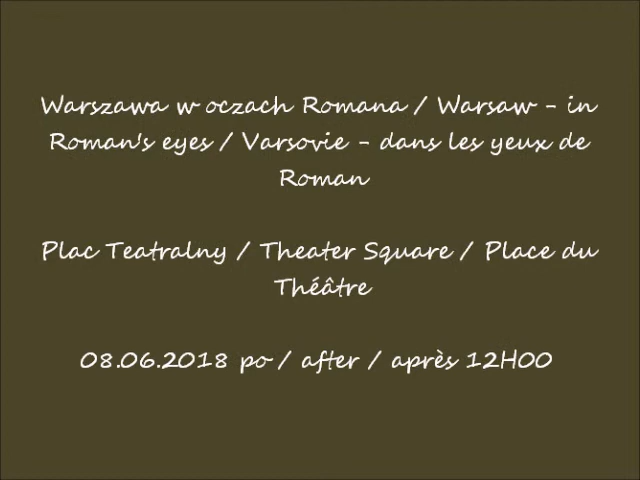 Warszawa w oczach Romana / Warsaw - in
Roman's eyes / Varsovie - dans les yeux de
Roman
Plac Teatralny / Theater Square / Place du
Théâtre
08.06.2018 po / after / après 12H00